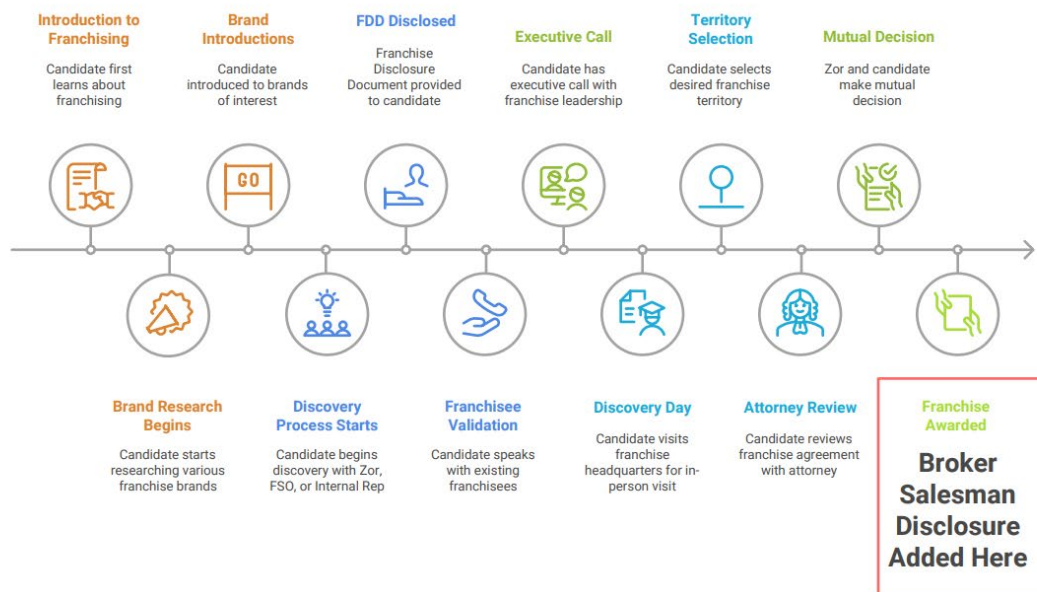 Introduction to
Franchising
Candidate first
learns about
franchising
Brand
Introductions
Candidate
introduced to brands
of interest
FDD Disclosed
Franchise
Disclosure
Document provided
to candidate
Executive Call
Candidate has
executive call with
franchise leadership
Territory
Selection
Candidate selects
desired franchise
territory
Mutual Decision
Zor and candidate
make mutual
decision
GO
Brand Research
Begins
Candidate starts
researching various
franchise brands
Discovery
Process Starts
Candidate begins
discovery with Zor,
FSO, or Internal Rep
Franchisee
Validation
Candidate speaks
with existing
franchisees
Discovery Day
Candidate visits
franchise
headquarters for in-
person visit
Attorney Review
Candidate reviews
franchise agreement
with attorney
Franchise
Awarded
Broker
Salesman
Disclosure
Added Here